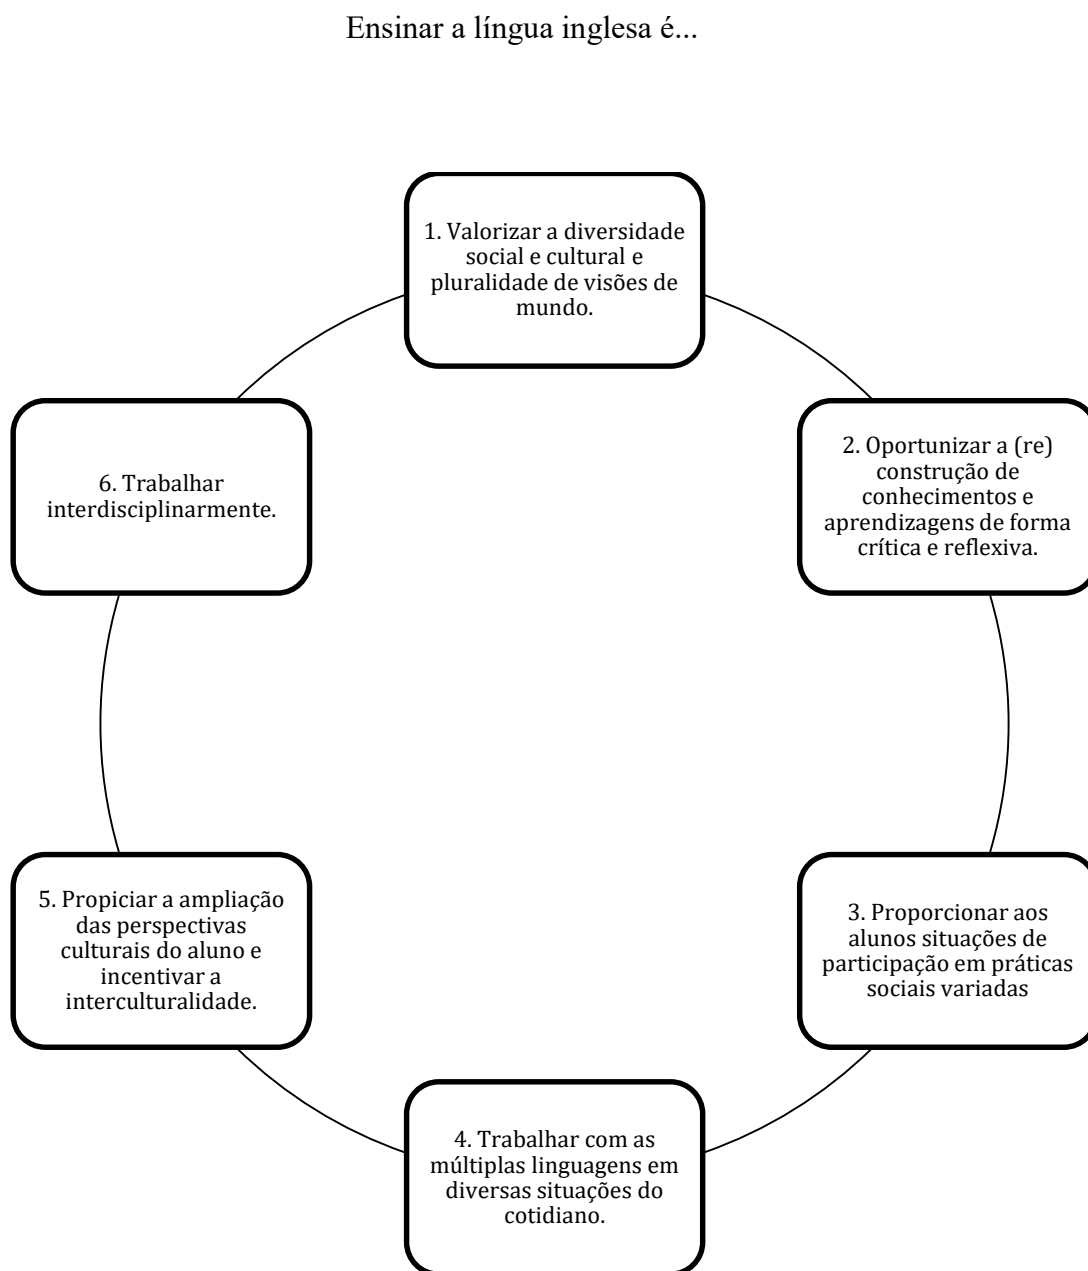 Ensinar a língua inglesa é...
1. Valorizar a diversidade
social e cultural e
pluralidade de visões de
mundo.
2. Oportunizar a (re)
construção de
conhecimentos e
aprendizagens de forma
crítica e reflexiva.
3. Proporcionar aos
alunos situações de
participação em práticas
sociais variadas
4. Trabalhar com as
múltiplas linguagens em
diversas situações do
cotidiano.
5. Propiciar a ampliação
das perspectivas
culturais do aluno e
incentivar a
interculturalidade.
6. Trabalhar
interdisciplinarmente.